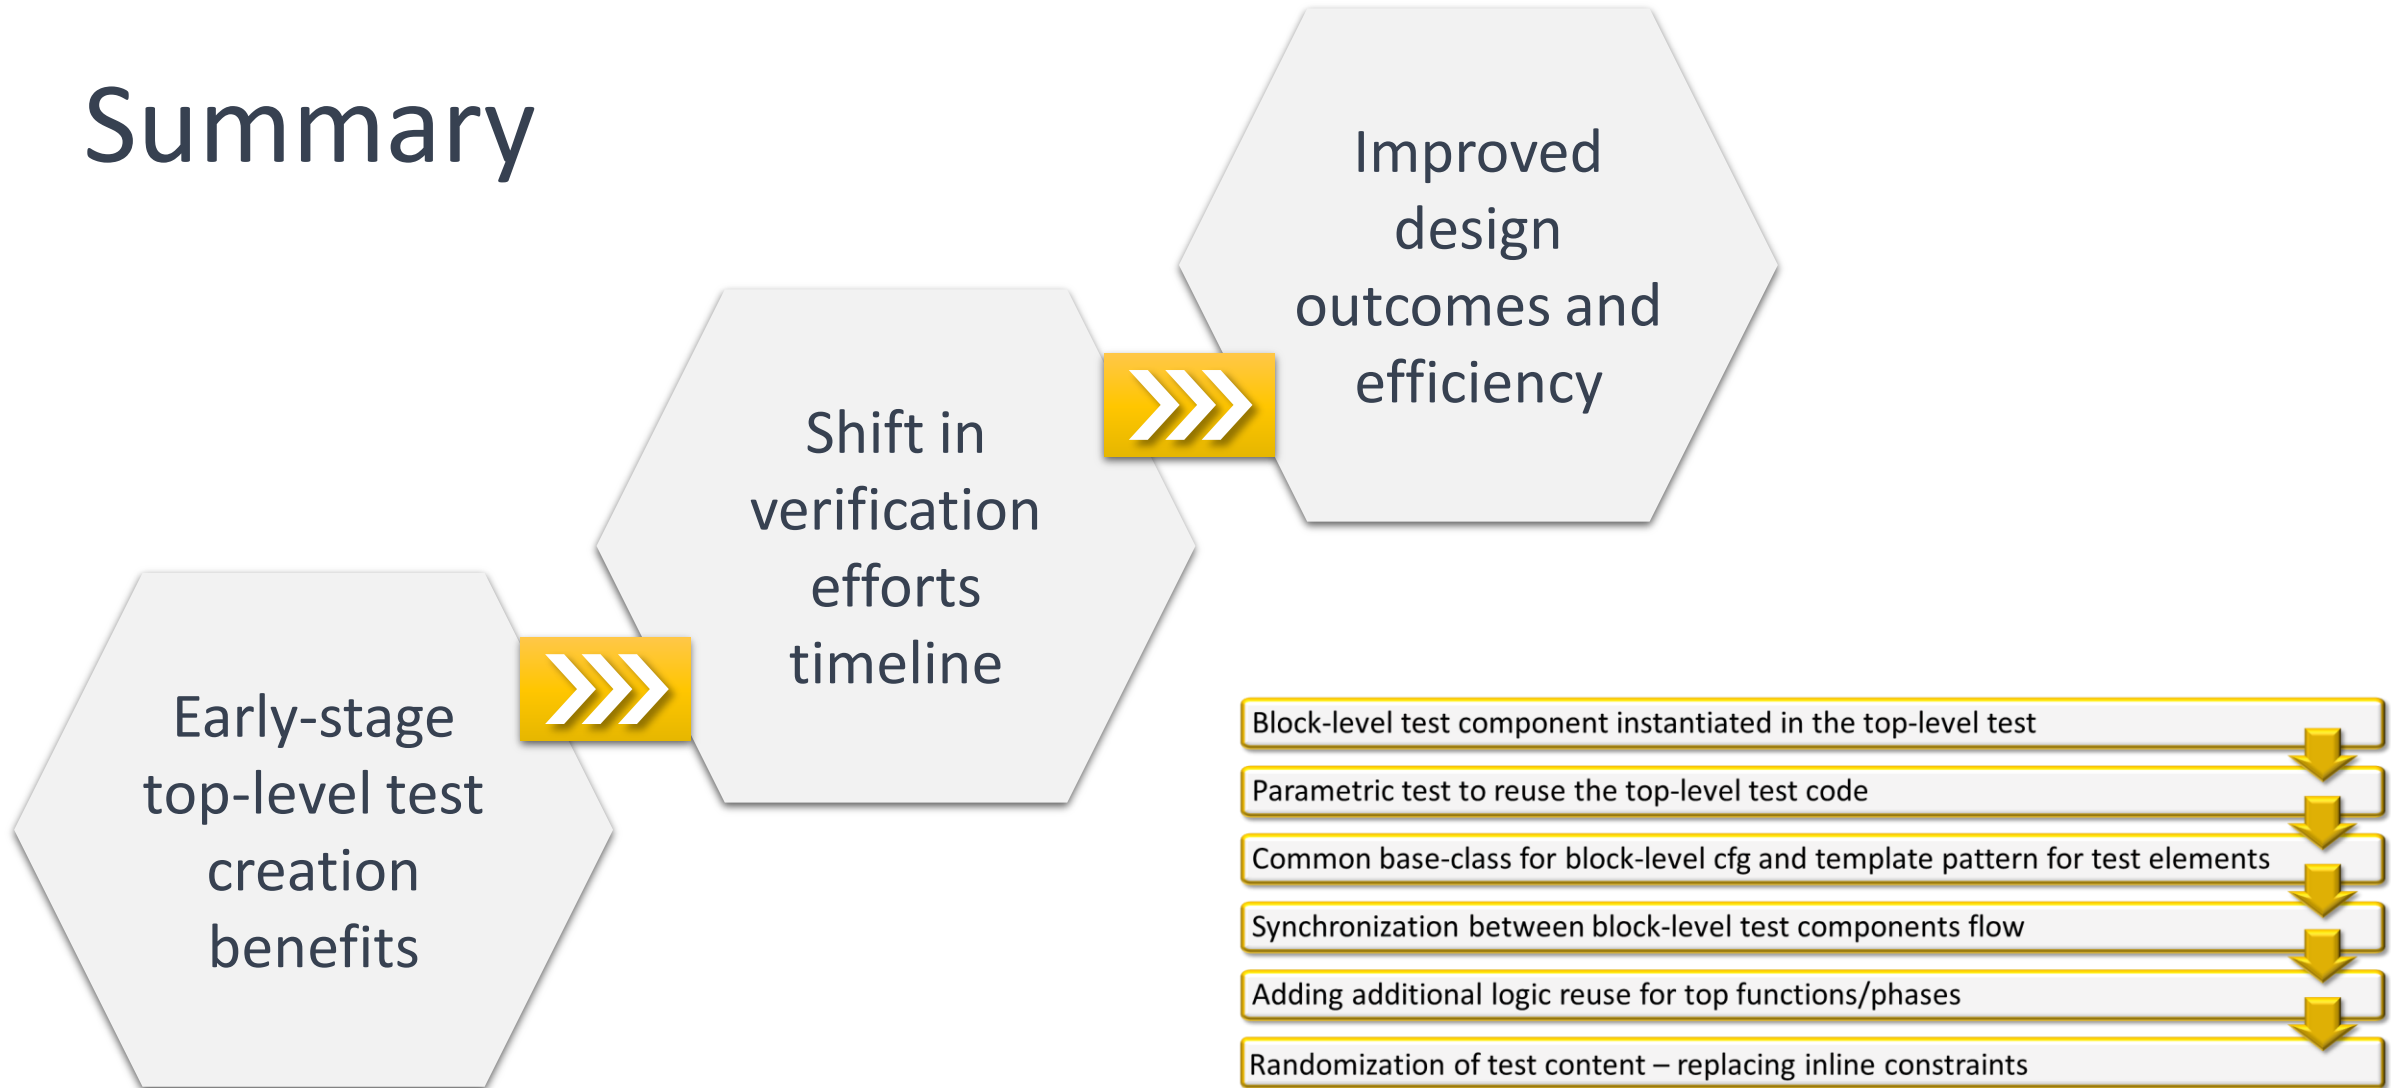 Summary
Early-stage
top-level test
creation
benefits
Shift in
verification
efforts
timeline
Improved
design
outcomes and
efficiency
Block-level test component instantiated in the top-level test
Parametric test to reuse the top-level test code
Common base-class for block-level cfg and template pattern for test elements
Synchronization between block-level test components flow
Adding additional logic reuse for top functions/phases
Randomization of test content – replacing inline constraints